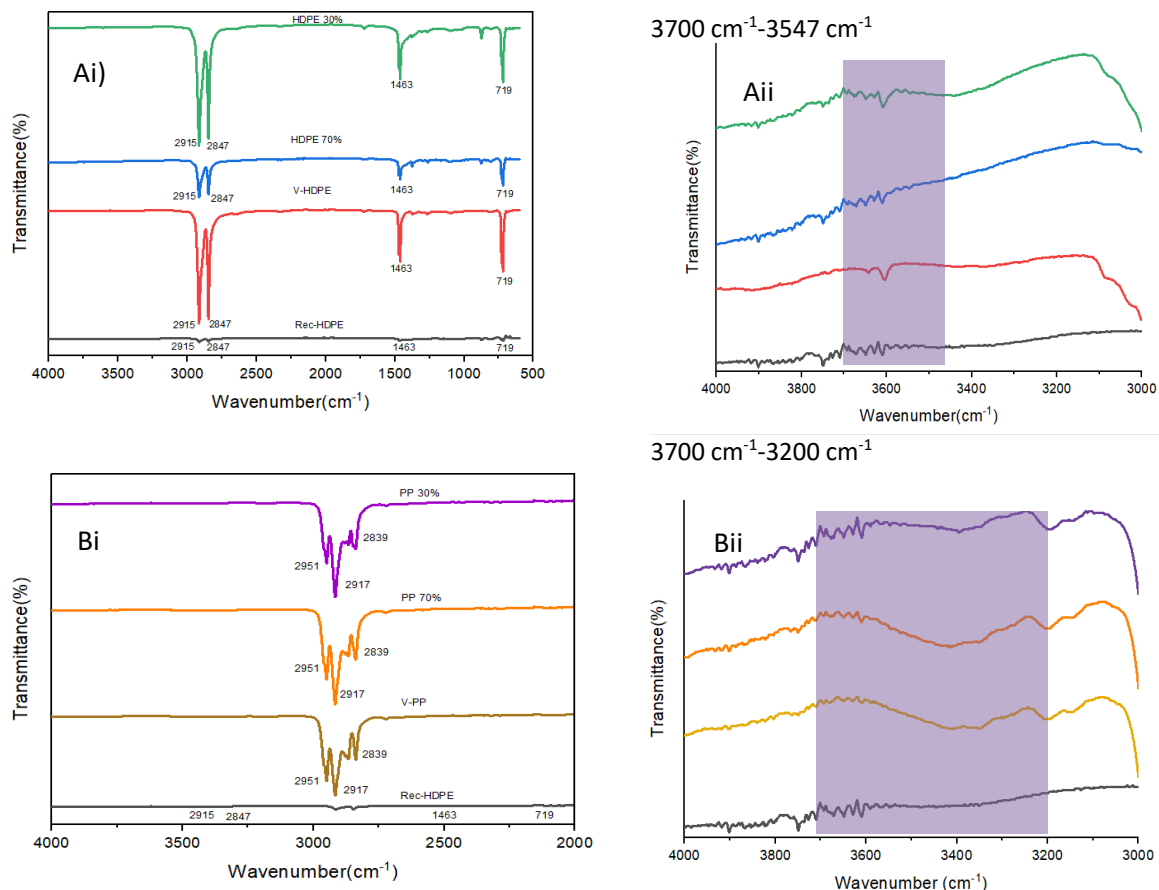 HDPE 30%
Ai)
1463
719
2915
2847
HDPE 70%
2915
2847
1463
719
V-HDPE
1463
719
2915
2847
Rec-HDPE
2915
2847
1463
719
Transmittance(%)
4000 3500 3000 2500 2000 1500 1000 500
Wavenumber(cm-1)
3700 cm-1-3547 cm-1
Aii
Transmittance(%)
4000 3800 3600 3400 3200 3000
Wavenumber(cm-1)
PP 30%
Bi
2951
2839
2917
PP 70%
2951
2839
2917
V-PP
2951
2839
2917
Rec-HDPE
2915
2847
1463
719
Transmittance(%)
4000 3500 3000 2500 2000
Wavenumber(cm-1)
3700 cm-1-3200 cm-1
Bii
Transmittance(%)
4000 3800 3600 3400 3200 3000
Wavenumber (cm-1)